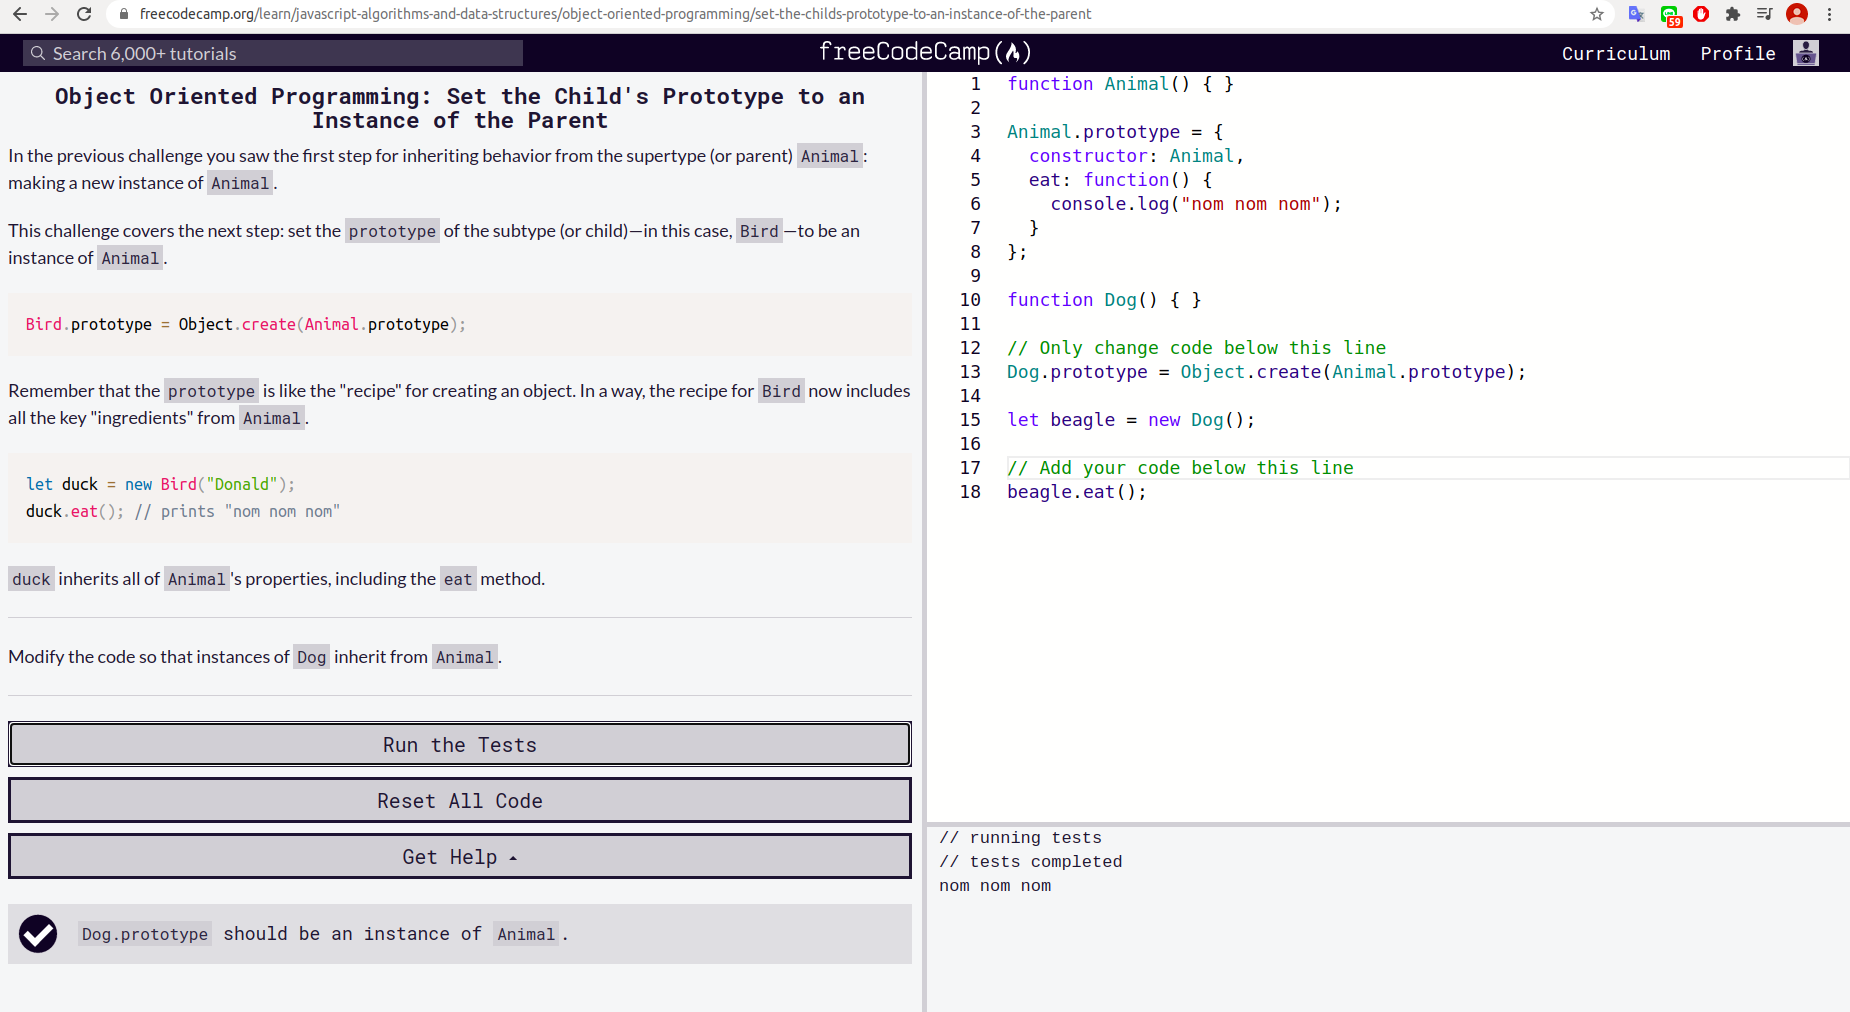 freecodecamp.org/learn/javascript-algorithms-and-data-structures/object-oriented-programming/set-the-childs-prototype-to-an-instance-of-the-parent
59
Search 6,000+ tutorials
freeCodeCamp
Curriculum
Profile
Object Oriented Programming: Set the Child's Prototype to an
Instance of the Parent
In the previous challenge you saw the first step for inheriting behavior from the supertype (or parent) Animal:
making a new instance of Animal.
This challenge covers the next step: set the prototype of the subtype (or child)—in this case, Bird—to be an
instance of Animal.
Bird.prototype = Object.create(Animal.prototype);
Remember that the prototype is like the "recipe" for creating an object. In a way, the recipe for Bird now includes
all the key "ingredients" from Animal.
let duck = new Bird("Donald");
duck.eat(); // prints "nom nom nom"
duck inherits all of Animal's properties, including the eat method.
Modify the code so that instances of Dog inherit from Animal.
Run the Tests
Reset All Code
Get Help
Dog.prototype should be an instance of Animal.
1 function Animal() { }
2
3 Animal.prototype = {
4   constructor: Animal,
5   eat: function() {
6     console.log("nom nom nom");
7   }
8 };
9
10 function Dog() { }
11
12 // Only change code below this line
13 Dog.prototype = Object.create(Animal.prototype);
14
15 let beagle = new Dog();
16
17 // Add your code below this line
18 beagle.eat();
// running tests
// tests completed
nom nom nom